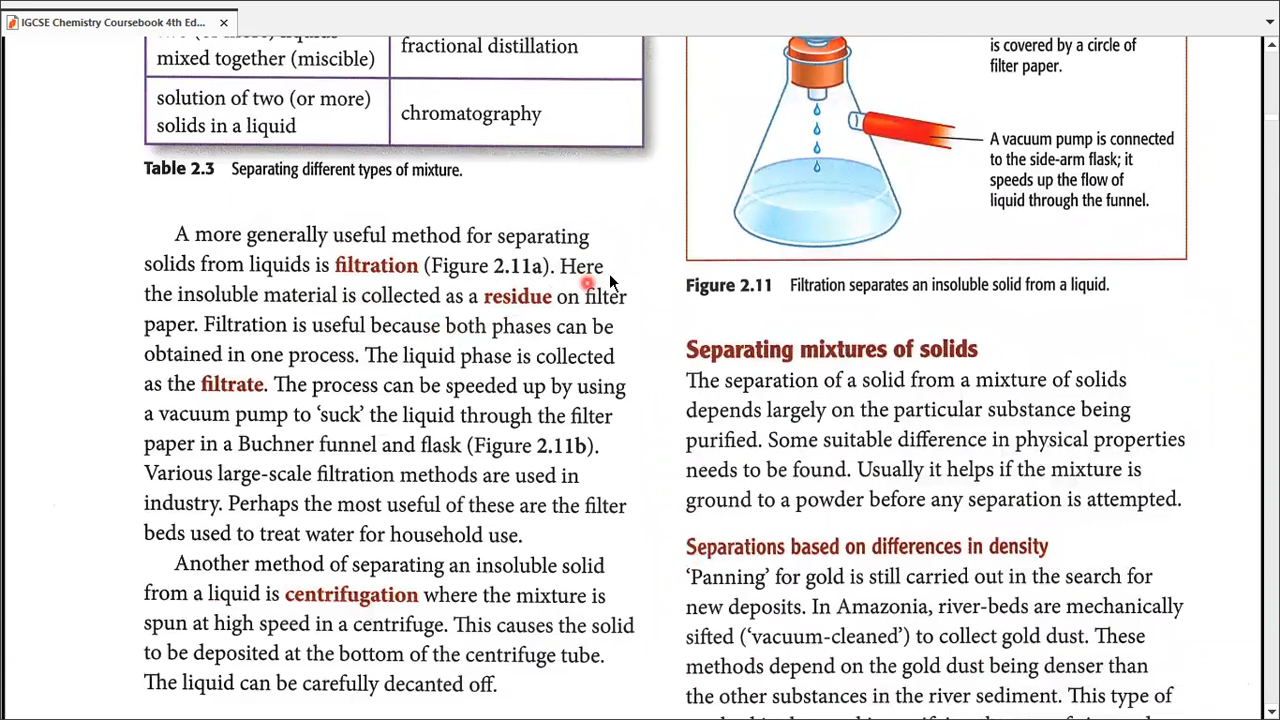 IGCSE Chemistry Coursebook 4th Ed...
mixed together (miscible)
fractional distillation
solution of two (or more)
solids in a liquid
chromatography
Table 2.3 Separating different types of mixture.
A more generally useful method for separating
solids from liquids is filtration (Figure 2.11a). Here
the insoluble material is collected as a residue on filter
paper. Filtration is useful because both phases can be
obtained in one process. The liquid phase is collected
as the filtrate. The process can be speeded up by using
a vacuum pump to ‘suck’ the liquid through the filter
paper in a Buchner funnel and flask (Figure 2.11b).
Various large-scale filtration methods are used in
industry. Perhaps the most useful of these are the filter
beds used to treat water for household use.
Another method of separating an insoluble solid
from a liquid is centrifugation where the mixture is
spun at high speed in a centrifuge. This causes the solid
to be deposited at the bottom of the centrifuge tube.
The liquid can be carefully decanted off.
is covered by a circle of
filter paper.
A vacuum pump is connected
to the side-arm flask; it
speeds up the flow of
liquid through the funnel.
Figure 2.11 Filtration separates an insoluble solid from a liquid.
Separating mixtures of solids
The separation of a solid from a mixture of solids
depends largely on the particular substance being
purified. Some suitable difference in physical properties
needs to be found. Usually it helps if the mixture is
ground to a powder before any separation is attempted.
Separations based on differences in density
‘Panning’ for gold is still carried out in the search for
new deposits. In Amazonia, river-beds are mechanically
sifted (‘vacuum-cleaned’) to collect gold dust. These
methods depend on the gold dust being denser than
the other substances in the river sediment. This type of